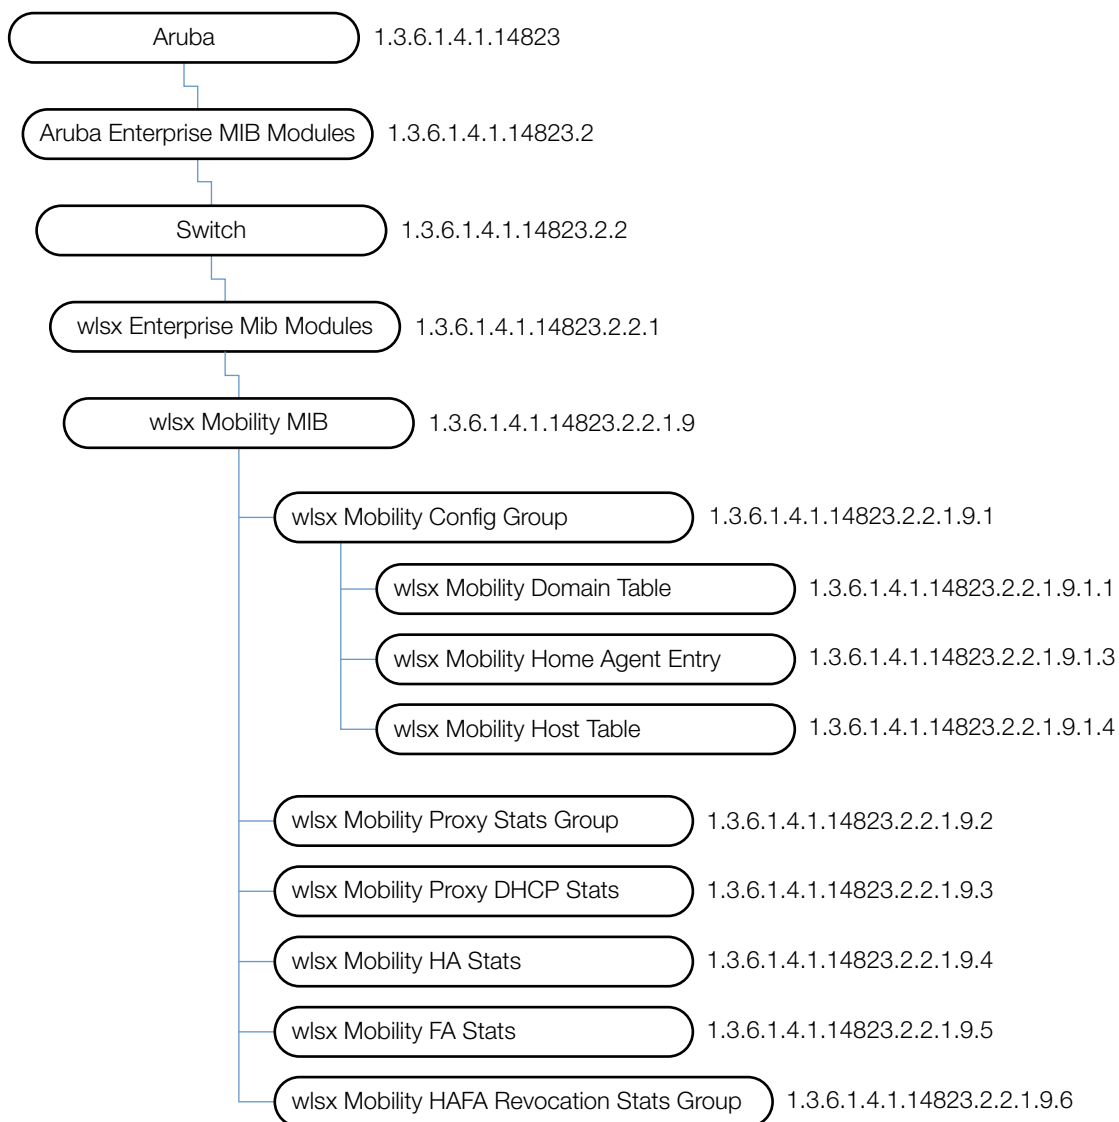 Aruba 1.3.6.1.4.1.14823
Aruba Enterprise MIB Modules 1.3.6.1.4.1.14823.2
Switch 1.3.6.1.4.1.14823.2.2
wlsx Enterprise Mib Modules 1.3.6.1.4.1.14823.2.2.1
wlsx Mobility MIB 1.3.6.1.4.1.14823.2.2.1.9
wlsx Mobility Config Group 1.3.6.1.4.1.14823.2.2.1.9.1
wlsx Mobility Domain Table 1.3.6.1.4.1.14823.2.2.1.9.1.1
wlsx Mobility Home Agent Entry 1.3.6.1.4.1.14823.2.2.1.9.1.3
wlsx Mobility Host Table 1.3.6.1.4.1.14823.2.2.1.9.1.4
wlsx Mobility Proxy Stats Group 1.3.6.1.4.1.14823.2.2.1.9.2
wlsx Mobility Proxy DHCP Stats 1.3.6.1.4.1.14823.2.2.1.9.3
wlsx Mobility HA Stats 1.3.6.1.4.1.14823.2.2.1.9.4
wlsx Mobility FA Stats 1.3.6.1.4.1.14823.2.2.1.9.5
wlsx Mobility HAFA Revocation Stats Group 1.3.6.1.4.1.14823.2.2.1.9.6